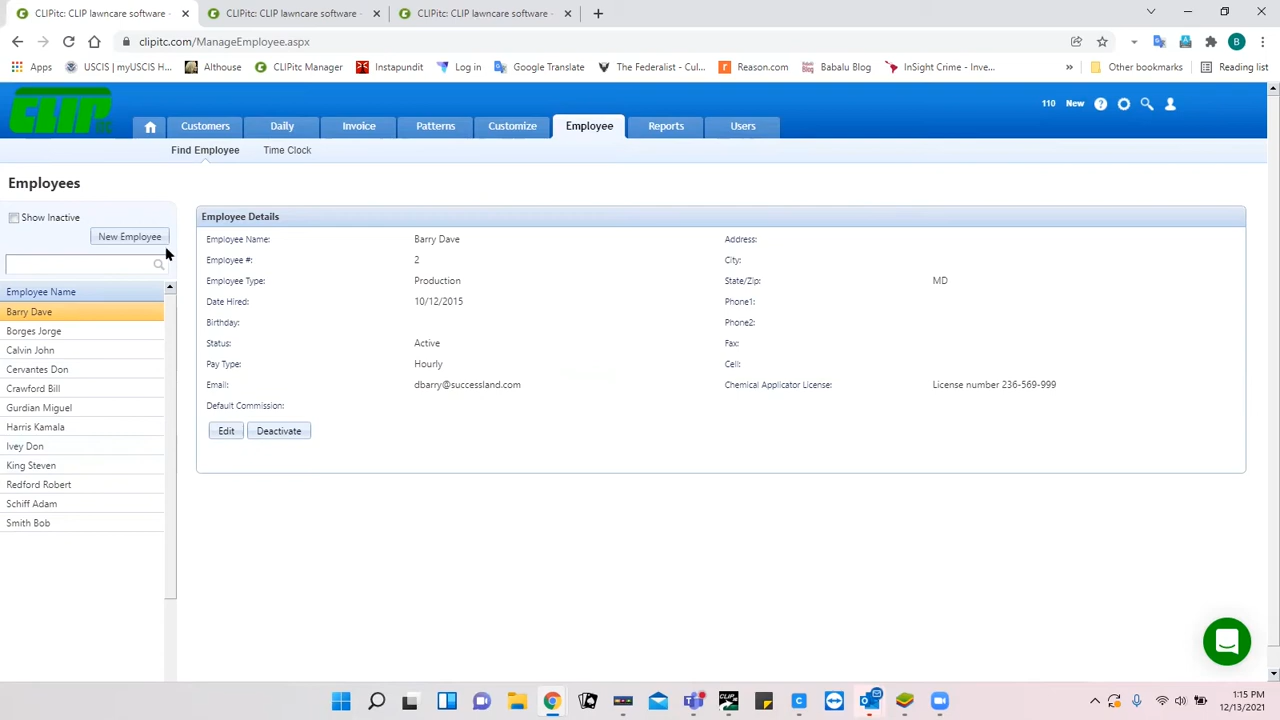 CLIPitc: CLIP lawncare software - CLIPitc: CLIP lawncare software - CLIPitc: CLIP lawncare software -
clipitc.com/ManageEmployee.aspx B
Apps USCIS | myUSCIS H... Althouse CLIPitc Manager Instapundit Log in Google Translate The Federalist - Cul... Reason.com Babalu Blog InSight Crime - Inve... » Other bookmarks Reading list
CLIP
110 New
Customers Daily Invoice Patterns Customize Employee Reports Users
Find Employee Time Clock
Employees
Show Inactive
New Employee
Employee Name
Barry Dave
Borges Jorge
Calvin John
Cervantes Don
Crawford Bill
Gurdian Miguel
Harris Kamala
Ivey Don
King Steven
Redford Robert
Schiff Adam
Smith Bob
Employee Details
Employee Name: Barry Dave Address:
Employee #: 2 City:
Employee Type: Production State/Zip: MD
Date Hired: 10/12/2015 Phone1:
Birthday: Phone2:
Status: Active Fax:
Pay Type: Hourly Cell:
Email: dbarry@successland.com Chemical Applicator License: License number 236-569-999
Default Commission:
Edit Deactivate
1:15 PM
12/13/2021